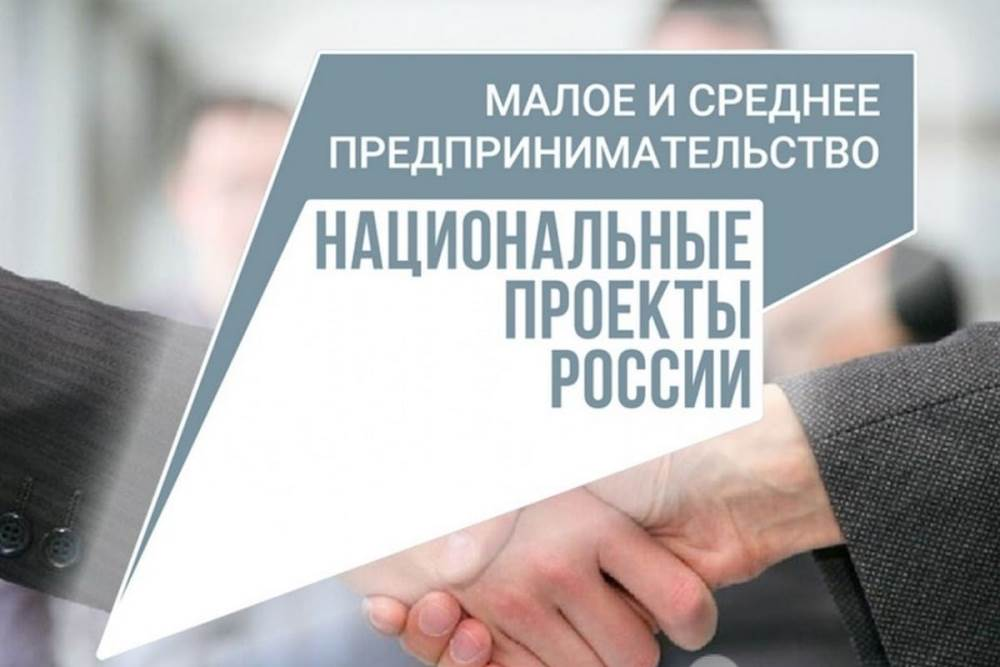 МАЛОЕ И СРЕДНЕЕ
ПРЕДПРИНИМАТЕЛЬСТВО
НАЦИОНАЛЬНЫЕ
ПРОЕКТЫ
РОССИИ